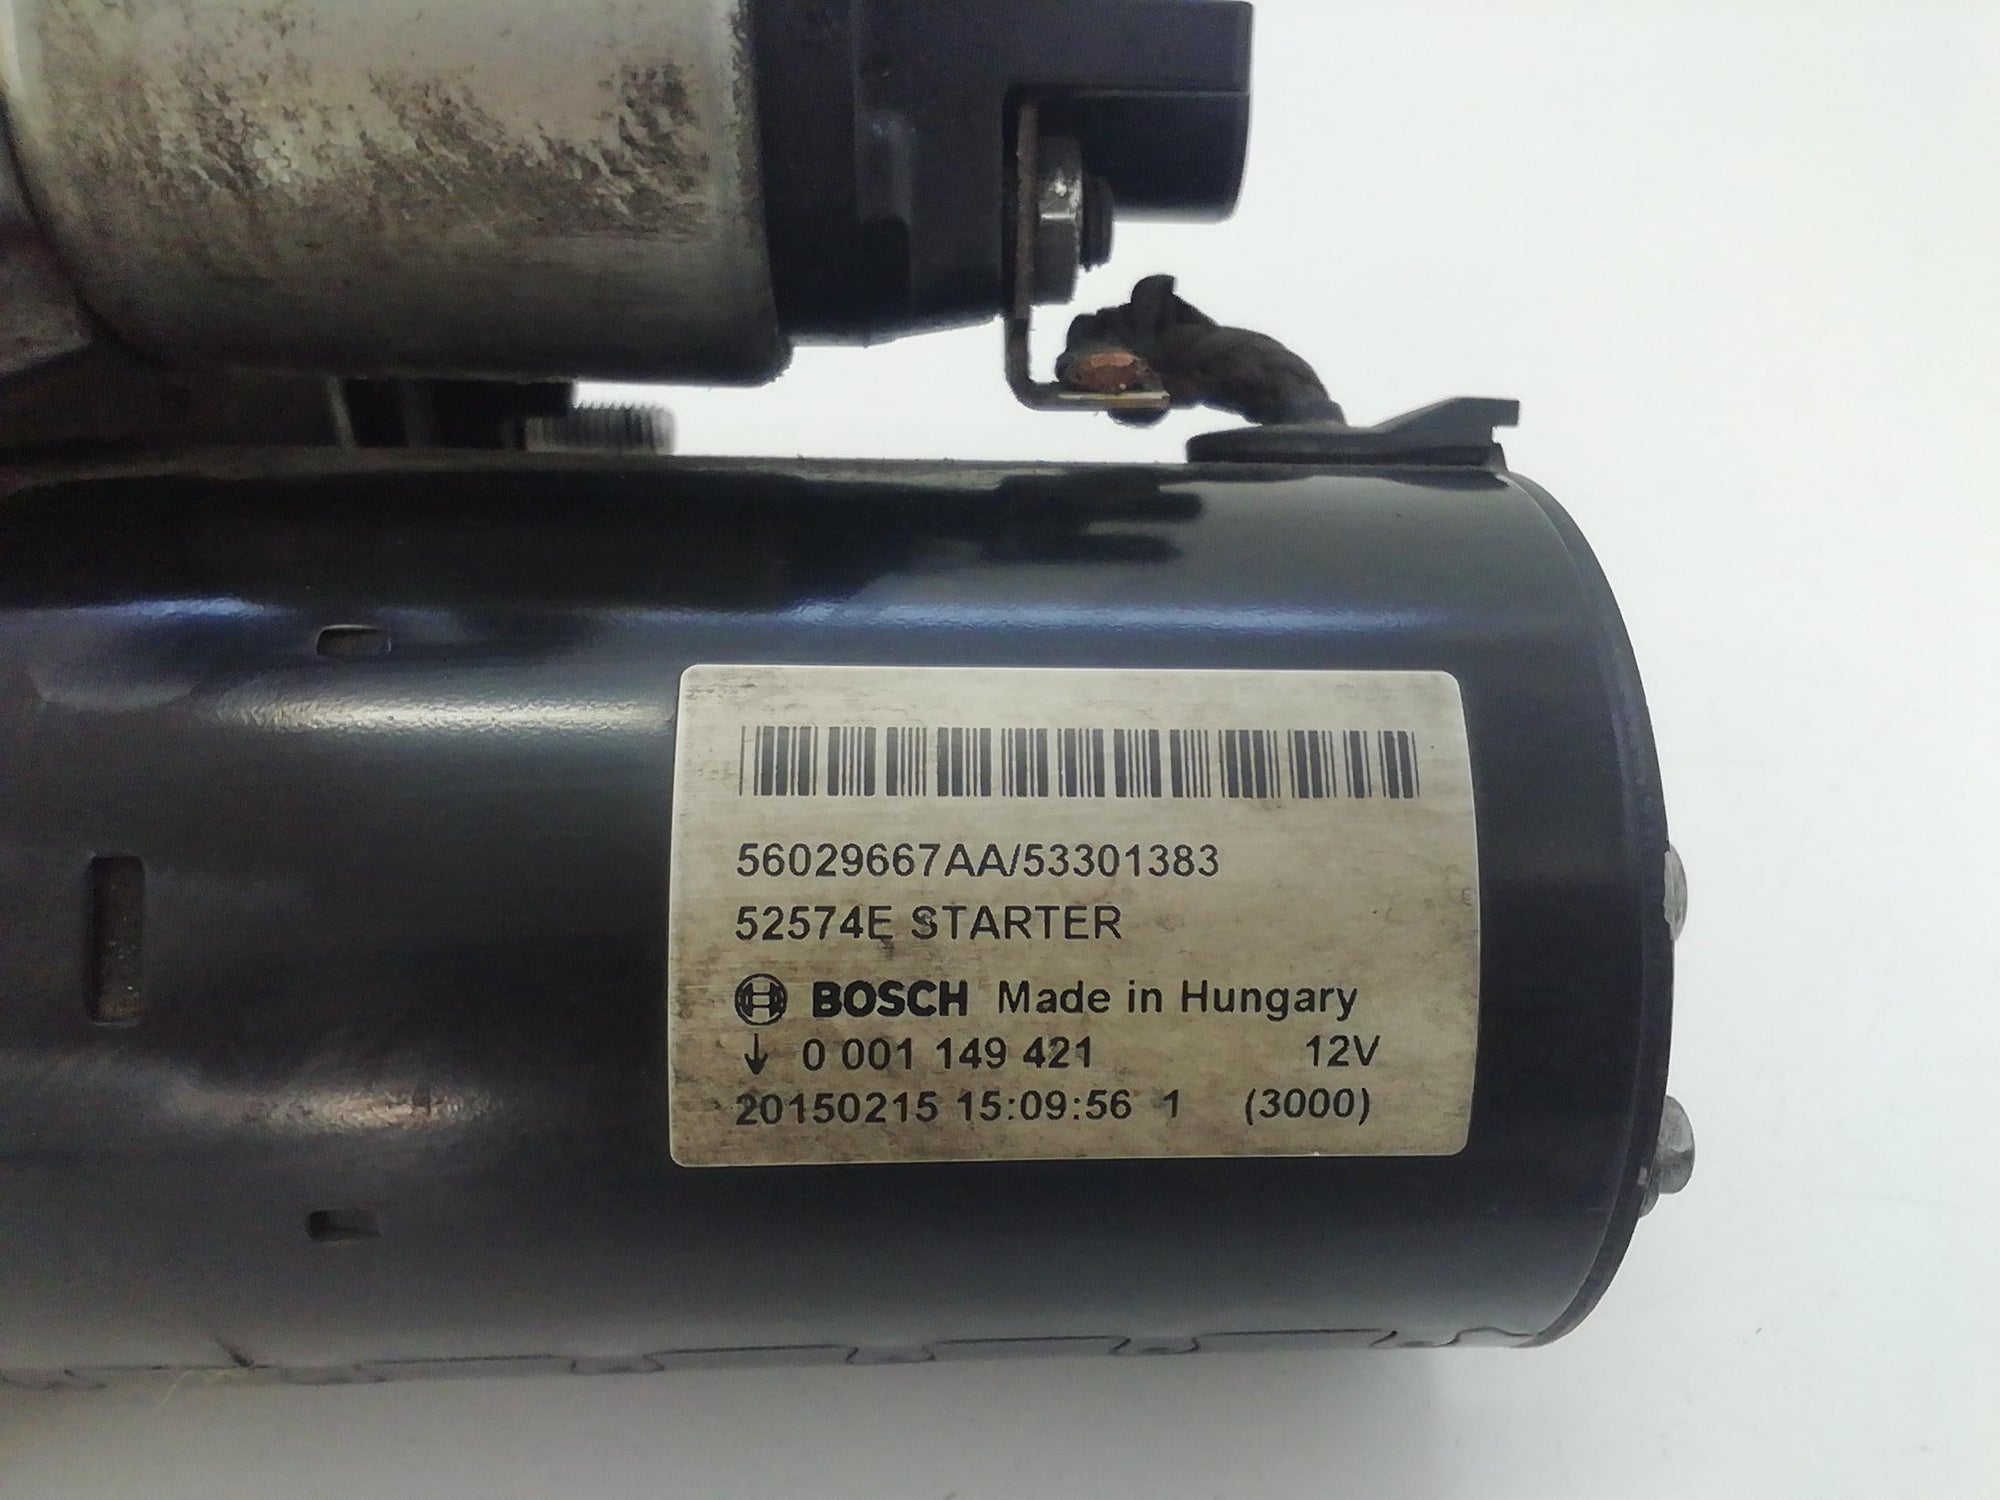 56029667AA/53301383
52574E STARTER
BOSCH Made in Hungary
↓ 0 001 149 421 12V
20150215 15:09:56 1 (3000)